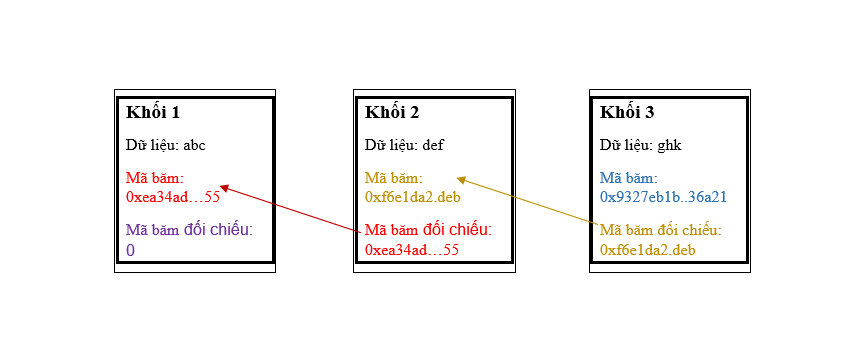 Khối 1
Dữ liệu: abc
Mã băm:
0xea34ad…55
Mã băm đối chiếu:
0
Khối 2
Dữ liệu: def
Mã băm:
0xf6e1da2.deb
Mã băm đối chiếu:
0xea34ad…55
Khối 3
Dữ liệu: ghk
Mã băm:
0x9327eb1b..36a21
Mã băm đối chiếu:
0xf6e1da2.deb